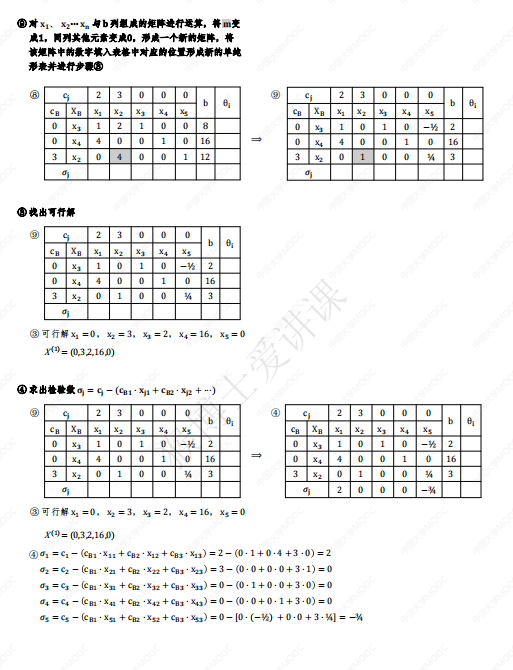 ⑨ 对 x₁、x₂⋯xₙ 与 b 列组成的矩阵进行运算，将 m 变
成1，同列其他元素变成0，形成一个新的矩阵，将
该矩阵中的数字填入表格中对应的位置形成新的单纯
形表并进行步骤③
⑧
cⱼ 2 3 0 0 0 b θᵢ
c_B X_B x₁ x₂ x₃ x₄ x₅
0 x₃ 1 2 1 0 0 8
0 x₄ 4 0 0 1 0 16
3 x₂ 0 4 0 0 1 12
σⱼ
⇒
⑨
cⱼ 2 3 0 0 0 b θᵢ
c_B X_B x₁ x₂ x₃ x₄ x₅
0 x₃ 1 0 1 0 −½ 2
0 x₄ 4 0 0 1 0 16
3 x₂ 0 1 0 0 ¼ 3
σⱼ
③ 找出可行解
⑨
cⱼ 2 3 0 0 0 b θᵢ
c_B X_B x₁ x₂ x₃ x₄ x₅
0 x₃ 1 0 1 0 −½ 2
0 x₄ 4 0 0 1 0 16
3 x₂ 0 1 0 0 ¼ 3
σⱼ
③ 可行解 x₁ = 0， x₂ = 3， x₃ = 2， x₄ = 16， x₅ = 0
X⁽¹⁾ = (0,3,2,16,0)
④ 求出检验数 σⱼ = cⱼ − (c_B1 · xⱼ₁ + c_B2 · xⱼ₂ + ⋯)
⑨
cⱼ 2 3 0 0 0 b θᵢ
c_B X_B x₁ x₂ x₃ x₄ x₅
0 x₃ 1 0 1 0 −½ 2
0 x₄ 4 0 0 1 0 16
3 x₂ 0 1 0 0 ¼ 3
σⱼ
⇒
④
cⱼ 2 3 0 0 0 b θᵢ
c_B X_B x₁ x₂ x₃ x₄ x₅
0 x₃ 1 0 1 0 −½ 2
0 x₄ 4 0 0 1 0 16
3 x₂ 0 1 0 0 ¼ 3
σⱼ 2 0 0 0 −¾
③ 可行解 x₁ = 0， x₂ = 3， x₃ = 2， x₄ = 16， x₅ = 0
X⁽¹⁾ = (0,3,2,16,0)
④ σ₁ = c₁ − (c_B1 · x₁₁ + c_B2 · x₁₂ + c_B3 · x₁₃) = 2 − (0 · 1 + 0 · 4 + 3 · 0) = 2
σ₂ = c₂ − (c_B1 · x₂₁ + c_B2 · x₂₂ + c_B3 · x₂₃) = 3 − (0 · 0 + 0 · 0 + 3 · 1) = 0
σ₃ = c₃ − (c_B1 · x₃₁ + c_B2 · x₃₂ + c_B3 · x₃₃) = 0 − (0 · 1 + 0 · 0 + 3 · 0) = 0
σ₄ = c₄ − (c_B1 · x₄₁ + c_B2 · x₄₂ + c_B3 · x₄₃) = 0 − (0 · 0 + 0 · 1 + 3 · 0) = 0
σ₅ = c₅ − (c_B1 · x₅₁ + c_B2 · x₅₂ + c_B3 · x₅₃) = 0 − [0 · (−½) + 0 · 0 + 3 · ¼] = −¾
博士爱讲课